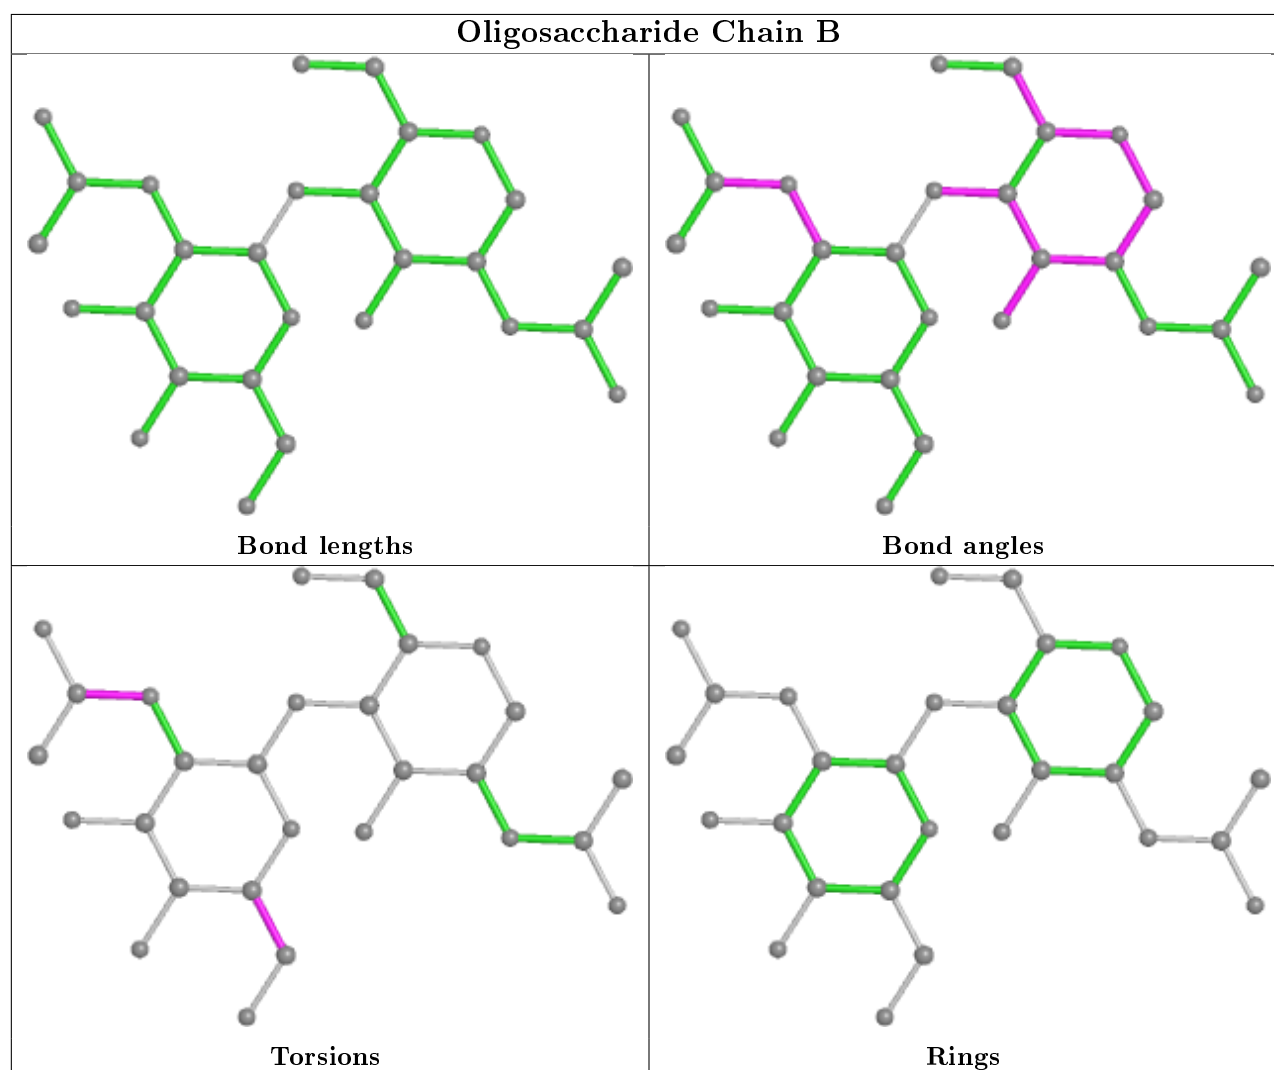 Oligosaccharide Chain B
Bond lengths
Bond angles
Torsions
Rings